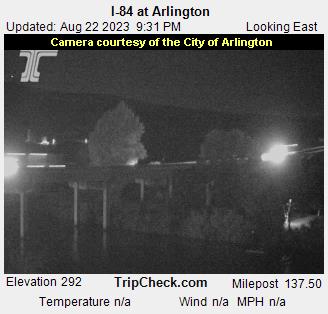 I-84 at Arlington
Updated: Aug 22 2023 9:31 PM Looking East
Camera courtesy of the City of Arlington
Elevation 292 TripCheck.com Milepost 137.50
Temperature n/a Wind n/a MPH n/a